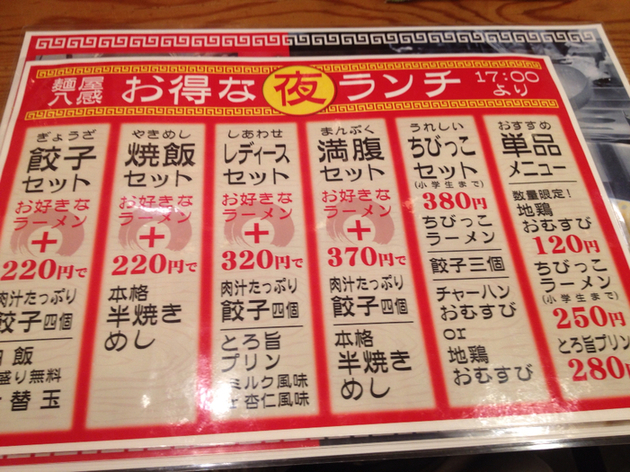 麺屋
八感
お得な夜ランチ
17:00
より
ぎょうざ
餃子
セット
お好きな
ラーメン
+
220円で
肉汁たっぷり
餃子四個
白飯
盛り無料
替玉
やきめし
焼飯
セット
お好きな
ラーメン
+
220円で
本格
半焼き
めし
しあわせ
レディース
セット
お好きな
ラーメン
+
320円で
肉汁たっぷり
餃子四個
とろ旨
プリン
ミルク風味
杏仁風味
まんぷく
満腹
セット
お好きな
ラーメン
+
370円で
肉汁たっぷり
餃子四個
本格
半焼き
めし
うれしい
ちびっこ
セット
(小学生まで)
380円
ちびっこ
ラーメン
餃子三個
チャーハン
おむすび
or
地鶏
おむすび
おすすめ
単品
メニュー
数量限定!
地鶏
おむすび
120円
ちびっこ
ラーメン
(小学生まで)
250円
とろ旨プリン
280円